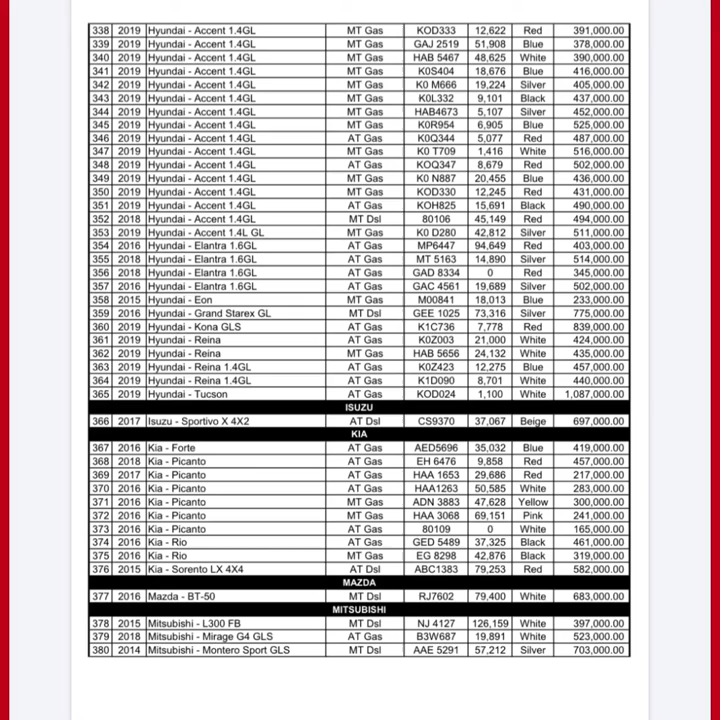 338 2019 Hyundai - Accent 1.4GL MT Gas KOD333 12,622 Red 391,000.00
339 2019 Hyundai - Accent 1.4GL MT Gas GAJ 2519 51,908 Blue 378,000.00
340 2019 Hyundai - Accent 1.4GL MT Gas HAB 5467 48,625 White 390,000.00
341 2019 Hyundai - Accent 1.4GL MT Gas K0S404 18,676 Blue 416,000.00
342 2019 Hyundai - Accent 1.4GL MT Gas K0 M666 19,224 Silver 405,000.00
343 2019 Hyundai - Accent 1.4GL MT Gas K0L332 9,101 Black 437,000.00
344 2019 Hyundai - Accent 1.4GL MT Gas HAB4673 5,107 Silver 452,000.00
345 2019 Hyundai - Accent 1.4GL MT Gas K0R954 6,905 Blue 525,000.00
346 2019 Hyundai - Accent 1.4GL AT Gas K0Q344 5,077 Red 487,000.00
347 2019 Hyundai - Accent 1.4GL MT Gas K0 T709 1,416 White 516,000.00
348 2019 Hyundai - Accent 1.4GL AT Gas KOQ347 8,679 Red 502,000.00
349 2019 Hyundai - Accent 1.4GL MT Gas K0 N887 20,455 Blue 436,000.00
350 2019 Hyundai - Accent 1.4GL MT Gas KOD330 12,245 Red 431,000.00
351 2019 Hyundai - Accent 1.4GL AT Gas KOH825 15,691 Black 490,000.00
352 2018 Hyundai - Accent 1.4GL MT Dsl 80106 45,149 Red 494,000.00
353 2019 Hyundai - Accent 1.4L GL MT Gas K0 D280 42,812 Silver 511,000.00
354 2016 Hyundai - Elantra 1.6GL AT Gas MP6447 94,649 Red 403,000.00
355 2018 Hyundai - Elantra 1.6GL AT Gas MT 5163 14,890 Silver 514,000.00
356 2018 Hyundai - Elantra 1.6GL AT Gas GAD 8334 0 Red 345,000.00
357 2016 Hyundai - Elantra 1.6GL AT Gas GAC 4561 19,689 Silver 502,000.00
358 2015 Hyundai - Eon MT Gas M00841 18,013 Blue 233,000.00
359 2016 Hyundai - Grand Starex GL MT Dsl GEE 1025 73,316 Silver 775,000.00
360 2019 Hyundai - Kona GLS AT Gas K1C736 7,778 Red 839,000.00
361 2019 Hyundai - Reina AT Gas K0Z003 21,000 White 424,000.00
362 2019 Hyundai - Reina MT Gas HAB 5656 24,132 White 435,000.00
363 2019 Hyundai - Reina 1.4GL AT Gas K0Z423 12,275 Blue 457,000.00
364 2019 Hyundai - Reina 1.4GL AT Gas K1D090 8,701 White 440,000.00
365 2019 Hyundai - Tucson AT Gas KOD024 1,100 White 1,087,000.00
ISUZU
366 2017 Isuzu - Sportivo X 4X2 AT Dsl CS9370 37,067 Beige 697,000.00
KIA
367 2016 Kia - Forte AT Gas AED5696 35,032 Blue 419,000.00
368 2018 Kia - Picanto AT Gas EH 6476 9,858 Red 457,000.00
369 2017 Kia - Picanto AT Gas HAA 1653 29,686 Red 217,000.00
370 2016 Kia - Picanto AT Gas HAA1263 50,585 White 283,000.00
371 2016 Kia - Picanto MT Gas ADN 3883 47,628 Yellow 300,000.00
372 2016 Kia - Picanto MT Gas HAA 3068 69,151 Pink 241,000.00
373 2016 Kia - Picanto AT Gas 80109 0 White 165,000.00
374 2016 Kia - Rio AT Gas GED 5489 37,325 Black 461,000.00
375 2016 Kia - Rio MT Gas EG 8298 42,876 Black 319,000.00
376 2015 Kia - Sorento LX 4X4 AT Dsl ABC1383 79,253 Red 582,000.00
MAZDA
377 2016 Mazda - BT-50 MT Dsl RJ7602 79,400 White 683,000.00
MITSUBISHI
378 2015 Mitsubishi - L300 FB MT Dsl NJ 4127 126,159 White 397,000.00
379 2018 Mitsubishi - Mirage G4 GLS AT Gas B3W687 19,891 White 523,000.00
380 2014 Mitsubishi - Montero Sport GLS MT Dsl AAE 5291 57,212 Silver 703,000.00